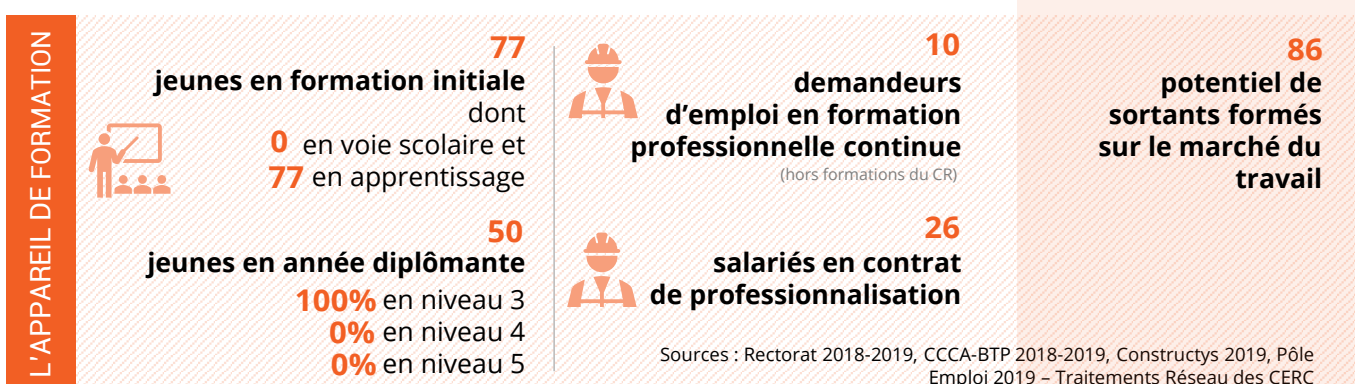 L'APPAREIL DE FORMATION
77
jeunes en formation initiale
dont
0 en voie scolaire et
77 en apprentissage
50
jeunes en année diplômante
100% en niveau 3
0% en niveau 4
0% en niveau 5
10
demandeurs
d’emploi en formation
professionnelle continue
(hors formations du CR)
26
salariés en contrat
de professionnalisation
86
potentiel de
sortants formés
sur le marché du
travail
Sources : Rectorat 2018-2019, CCCA-BTP 2018-2019, Constructys 2019, Pôle
Emploi 2019 – Traitements Réseau des CERC